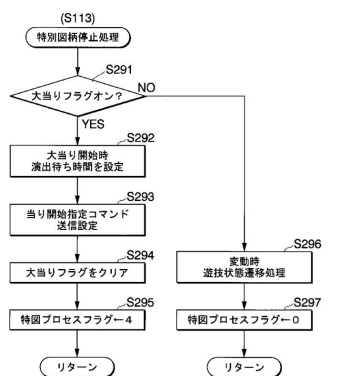 (S113)
特別図柄停止処理
S291
大当りフラグオン？
NO
YES
S292
大当り開始時
演出待ち時間を設定
S293
当り開始指定コマンド
送信設定
S294
大当りフラグをクリア
S295
特図プロセスフラグ←4
リターン
S296
変動時
遊技状態遷移処理
S297
特図プロセスフラグ←0
リターン